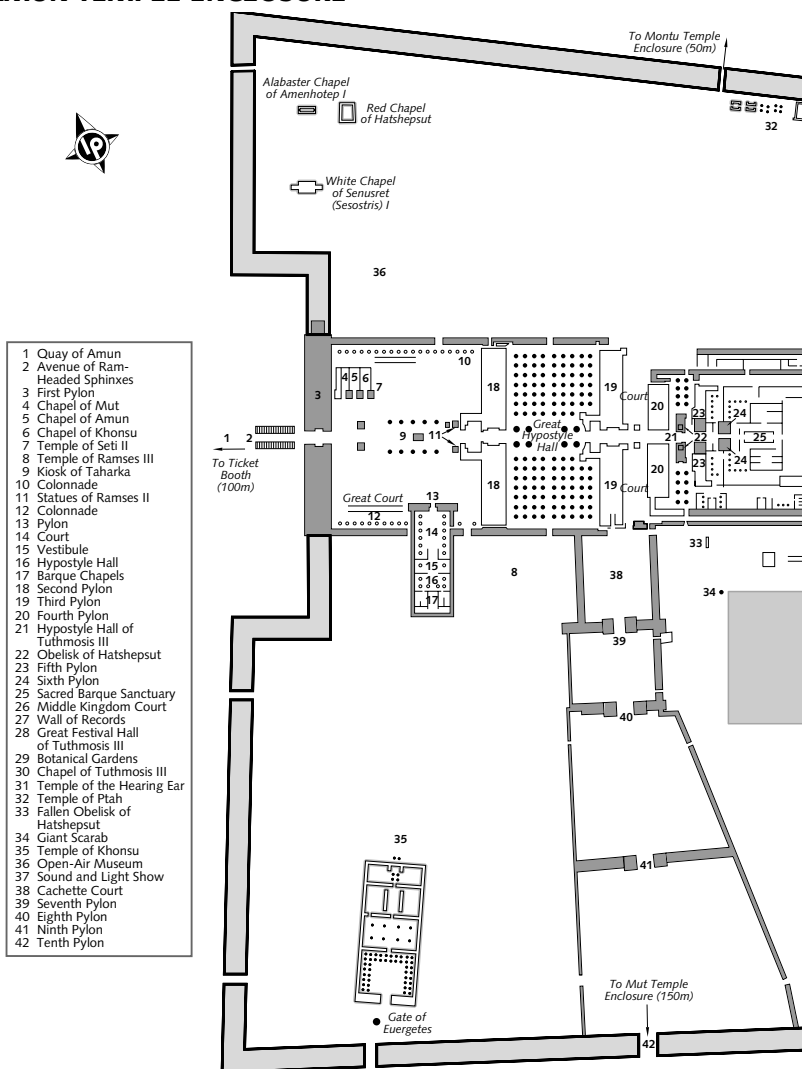 To Montu Temple
Enclosure (50m)
Alabaster Chapel
of Amenhotep I
Red Chapel
of Hatshepsut
32
White Chapel
of Senusret
(Sesostris) I
36
1 Quay of Amun
2 Avenue of Ram-
Headed Sphinxes
3 First Pylon
4 Chapel of Mut
5 Chapel of Amun
6 Chapel of Khonsu
7 Temple of Seti II
8 Temple of Ramses III
9 Kiosk of Taharka
10 Colonnade
11 Statues of Ramses II
12 Colonnade
13 Pylon
14 Court
15 Vestibule
16 Hypostyle Hall
17 Barque Chapels
18 Second Pylon
19 Third Pylon
20 Fourth Pylon
21 Hypostyle Hall of
Tuthmosis III
22 Obelisk of Hatshepsut
23 Fifth Pylon
24 Sixth Pylon
25 Sacred Barque Sanctuary
26 Middle Kingdom Court
27 Wall of Records
28 Great Festival Hall
of Tuthmosis III
29 Botanical Gardens
30 Chapel of Tuthmosis III
31 Temple of the Hearing Ear
32 Temple of Ptah
33 Fallen Obelisk of
Hatshepsut
34 Giant Scarab
35 Temple of Khonsu
36 Open-Air Museum
37 Sound and Light Show
38 Cachette Court
39 Seventh Pylon
40 Eighth Pylon
41 Ninth Pylon
42 Tenth Pylon
10
4 5 6
7
3
18
19
Court
20
23
24
1 2
9
11
Great
Hypostyle
Hall
21
22
25
To Ticket
Booth
(100m)
18
19
Court
20
23
24
Great Court
12
13
14
15
16
17
8
38
33
34
39
40
35
41
To Mut Temple
Enclosure (150m)
Gate of
Euergetes
42